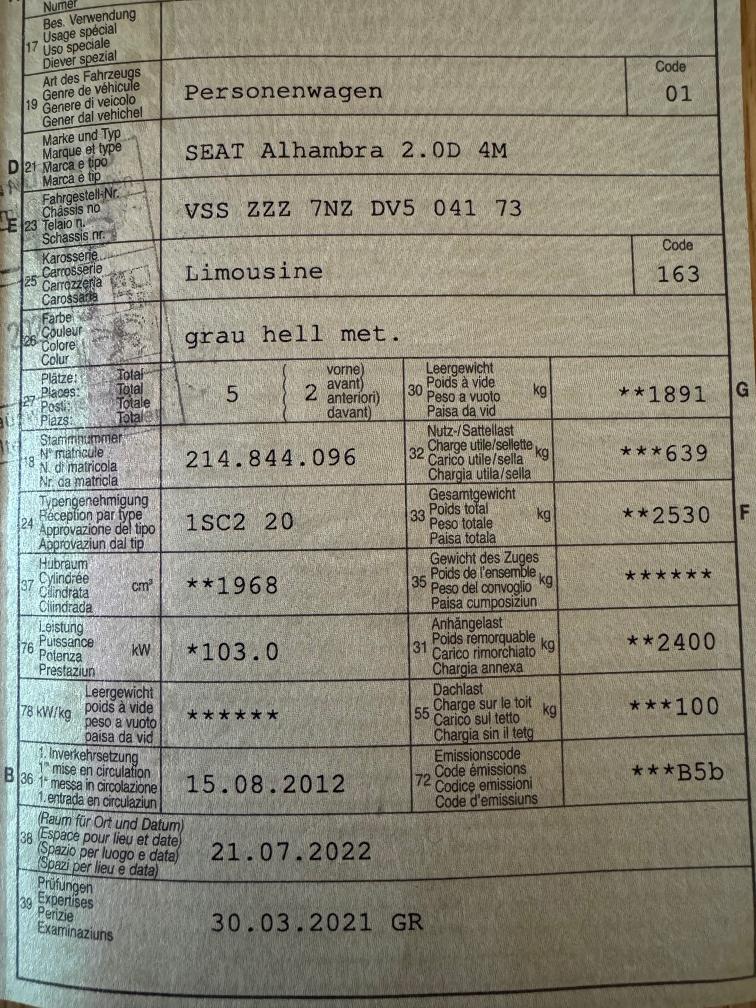 Numer
17 Bes. Verwendung
Usage spécial
Uso speciale
Diever spezial
19 Art des Fahrzeugs
Genre de véhicule
Genere di veicolo
Gener dal vehichel
Personenwagen
Code
01
D 21 Marke und Typ
Marque et type
Marca e tipo
Marca e tip
SEAT Alhambra 2.0D 4M
E 23 Fahrgestell-Nr.
Châssis no
Telaio n.
Schassis nr.
VSS ZZZ 7NZ DV5 041 73
25 Karosserie
Carrosserie
Carrozzeria
Carossaria
Limousine
Code
163
26 Farbe
Couleur
Colore
Colur
grau hell met.
27 Plätze: Total
Places: Total
Posti: Totale
Plazs: Total
5
2
vorne)
avant)
anteriori)
davant)
30 Leergewicht
Poids à vide
Peso a vuoto
Paisa da vid
kg
**1891 G
18 Stammnummer
N° matricule
N. di matricola
Nr. da matricla
214.844.096
32 Nutz-/Sattellast
Charge utile/sellette
Carico utile/sella
Chargia utila/sella
kg
***639
24 Typengenehmigung
Réception par type
Approvazione del tipo
Approvaziun dal tip
1SC2 20
33 Gesamtgewicht
Poids total
Peso totale
Paisa totala
kg
**2530 F
37 Hubraum
Cylindrée
Cilindrata
Cilindrada
cm³
**1968
35 Gewicht des Zuges
Poids de l'ensemble
Peso del convoglio
Paisa cumposiziun
kg
******
76 Leistung
Puissance
Potenza
Prestaziun
kW
*103.0
31 Anhängelast
Poids remorquable
Carico rimorchiato
Chargia annexa
kg
**2400
78 kW/kg
Leergewicht
poids à vide
peso a vuoto
paisa da vid
******
55 Dachlast
Charge sur le toit
Carico sul tetto
Chargia sin il tetg
kg
***100
B 36 1. Inverkehrsetzung
1re mise en circulation
1a messa in circolazione
1. entrada en circulaziun
15.08.2012
72 Emissionscode
Code émissions
Codice emissioni
Code d'emissiuns
***B5b
38 (Raum für Ort und Datum)
(Espace pour lieu et date)
(Spazio per luogo e data)
(Spazi per lieu e data)
21.07.2022
39 Prüfungen
Expertises
Perizie
Examinaziuns
30.03.2021 GR